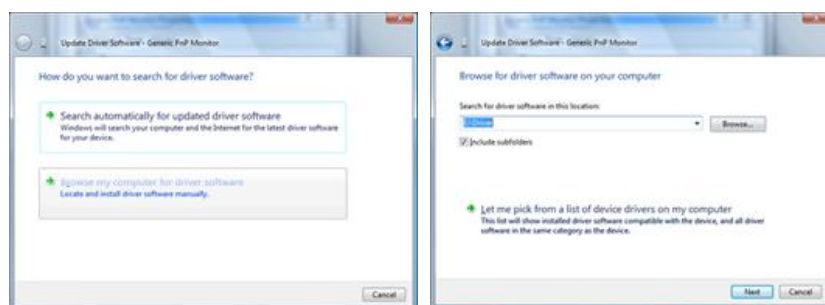 Update Driver Software - Generic PnP Monitor
How do you want to search for driver software?
Search automatically for updated driver software
Windows will search your computer and the Internet for the latest driver software
for your device.
Browse my computer for driver software
Locate and install driver software manually.
Cancel
Update Driver Software - Generic PnP Monitor
Browse for driver software on your computer
Search for driver software in this location:
Browse...
Include subfolders
Let me pick from a list of device drivers on my computer
This list will show installed driver software compatible with the device, and all driver
software in the same category as the device.
Next Cancel